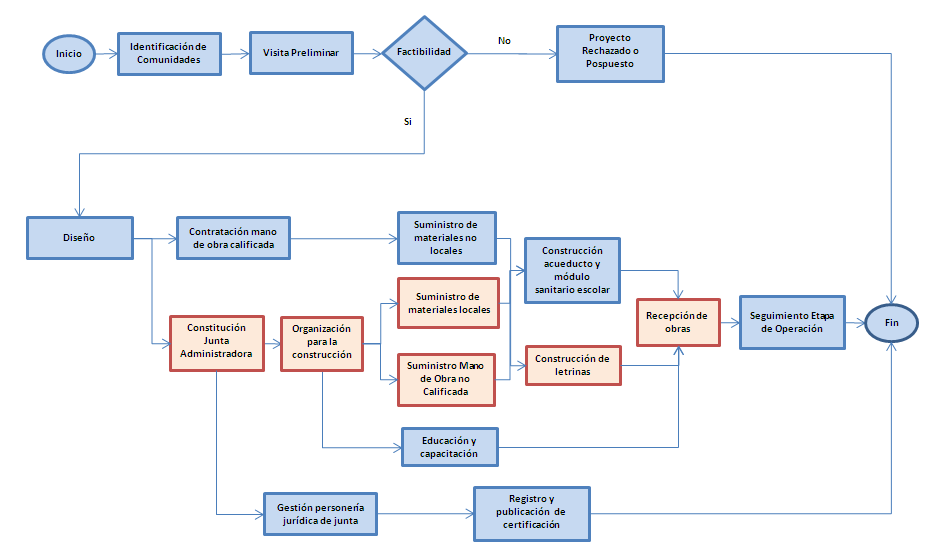 Inicio
Identificación de
Comunidades
Visita Preliminar
Factibilidad
No
Proyecto
Rechazado o
Pospuesto
Si
Diseño
Contratación mano
de obra calificada
Suministro de
materiales no
locales
Construcción
acueducto y
módulo
sanitario escolar
Constitución
Junta
Administradora
Organización
para la
construcción
Suministro de
materiales locales
Suministro Mano
de Obra no
Calificada
Construcción de
letrinas
Recepción de
obras
Seguimiento Etapa
de Operación
Fin
Educación y
capacitación
Gestión personería
jurídica de junta
Registro y
publicación de
certificación